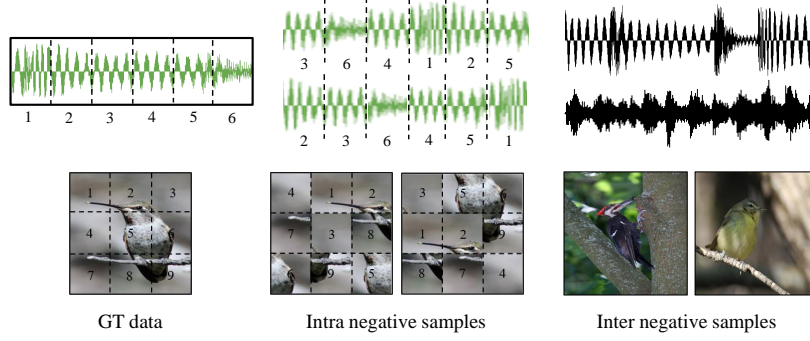 1 2 3 4 5 6
3 6 4 1 2 5
2 3 6 4 5 1
1 2 3
4 5
7 8 9
4 1 2
3 8
7 9 5
3 5 6
1 2 9
8 7 4
GT data
Intra negative samples
Inter negative samples